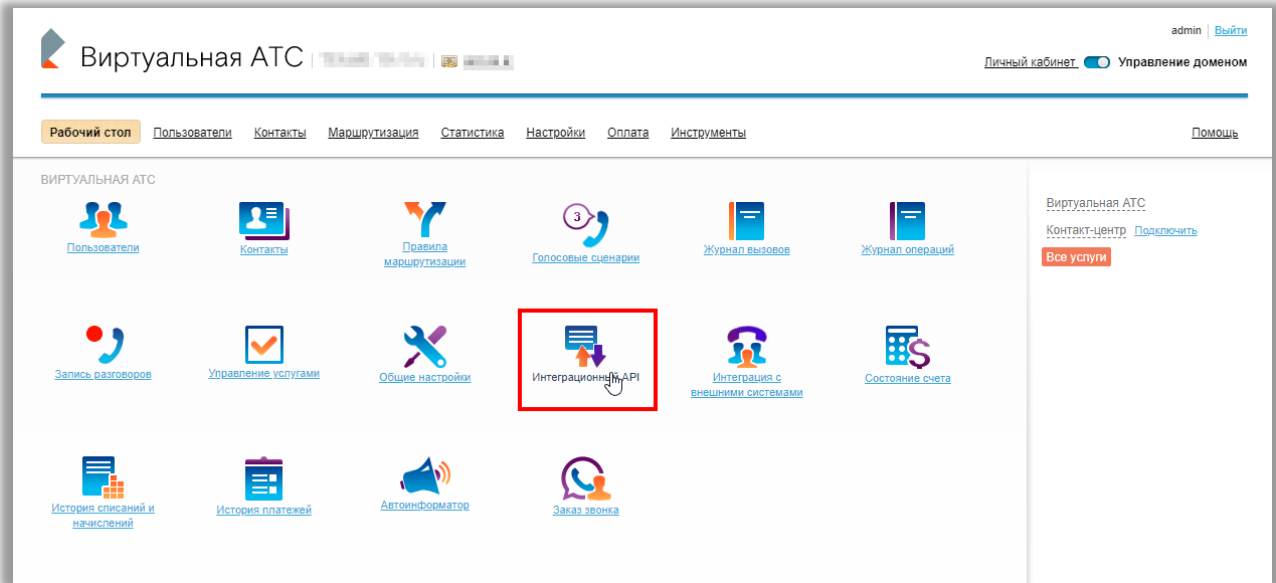 admin Выйти
Виртуальная АТС
Личный кабинет Управление доменом
Рабочий стол Пользователи Контакты Маршрутизация Статистика Настройки Оплата Инструменты Помощь
ВИРТУАЛЬНАЯ АТС
Пользователи
Контакты
Правила
маршрутизации
3
Голосовые сценарии
Журнал вызовов
Журнал операций
Виртуальная АТС
Контакт-центр Подключить
Все услуги
Запись разговоров
Управление услугами
Общие настройки
Интеграционный API
Интеграция с
внешними системами
Состояние счета
История списаний и
начислений
История платежей
Автоинформатор
Заказ звонка